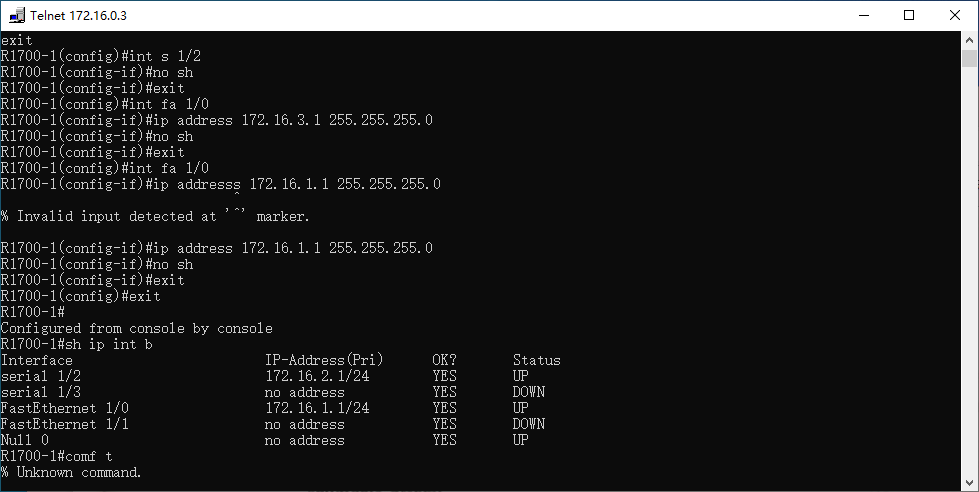 Telnet 172.16.0.3
exit
R1700-1(config)#int s 1/2
R1700-1(config-if)#no sh
R1700-1(config-if)#exit
R1700-1(config)#int fa 1/0
R1700-1(config-if)#ip address 172.16.3.1 255.255.255.0
R1700-1(config-if)#no sh
R1700-1(config-if)#exit
R1700-1(config)#int fa 1/0
R1700-1(config-if)#ip addresss 172.16.1.1 255.255.255.0
^
% Invalid input detected at '^' marker.
R1700-1(config-if)#ip address 172.16.1.1 255.255.255.0
R1700-1(config-if)#no sh
R1700-1(config-if)#exit
R1700-1(config)#exit
R1700-1#
Configured from console by console
R1700-1#sh ip int b
Interface IP-Address(Pri) OK? Status
serial 1/2 172.16.2.1/24 YES UP
serial 1/3 no address YES DOWN
FastEthernet 1/0 172.16.1.1/24 YES UP
FastEthernet 1/1 no address YES DOWN
Null 0 no address YES UP
R1700-1#comf t
% Unknown command.